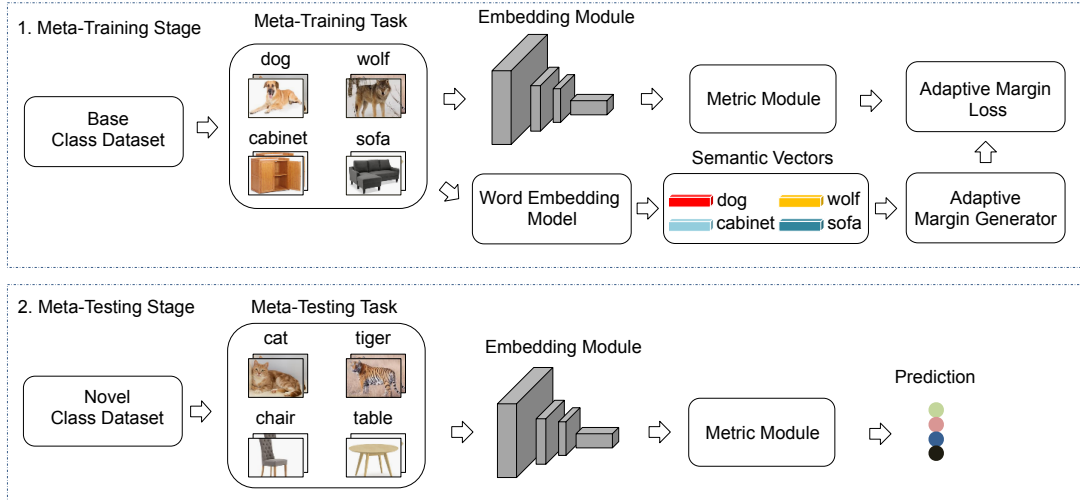 1. Meta-Training Stage
Meta-Training Task
Embedding Module
dog
wolf
cabinet
sofa
Base
Class Dataset
Metric Module
Adaptive Margin
Loss
Word Embedding
Model
Semantic Vectors
dog
wolf
cabinet
sofa
Adaptive
Margin Generator
2. Meta-Testing Stage
Meta-Testing Task
Embedding Module
cat
tiger
chair
table
Novel
Class Dataset
Metric Module
Prediction